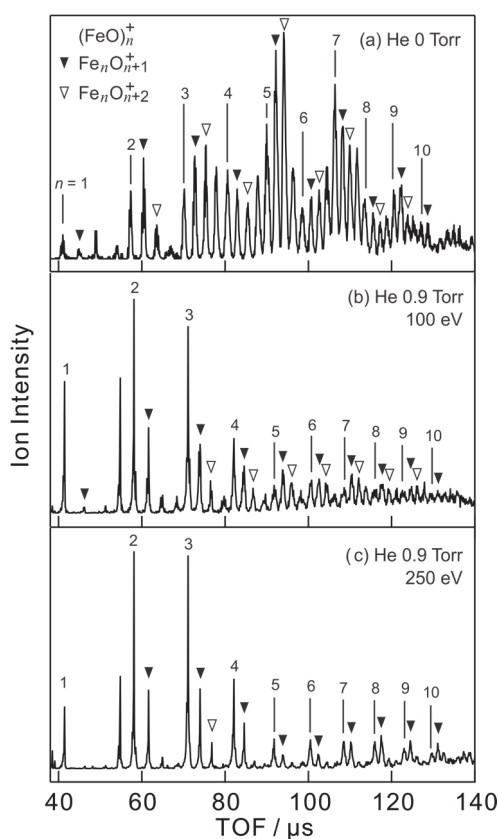 (FeO)ₙ⁺
▼ FeₙOₙ₊₁⁺
▽ FeₙOₙ₊₂⁺
(a) He 0 Torr
n = 1
2
3
4
5
6
7
8
9
10
(b) He 0.9 Torr
100 eV
1
2
3
4
5
6
7
8
9
10
(c) He 0.9 Torr
250 eV
1
2
3
4
5
6
7
8
9
10
Ion Intensity
40 60 80 100 120 140
TOF / μs